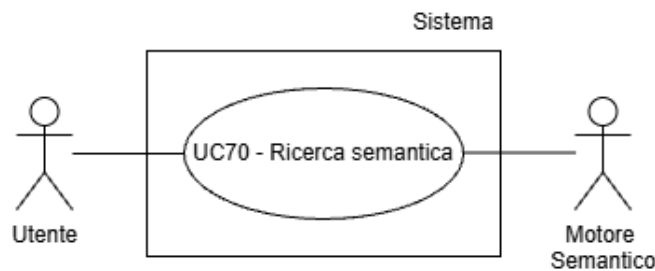 Sistema
UC70 - Ricerca semantica
Utente
Motore
Semantico